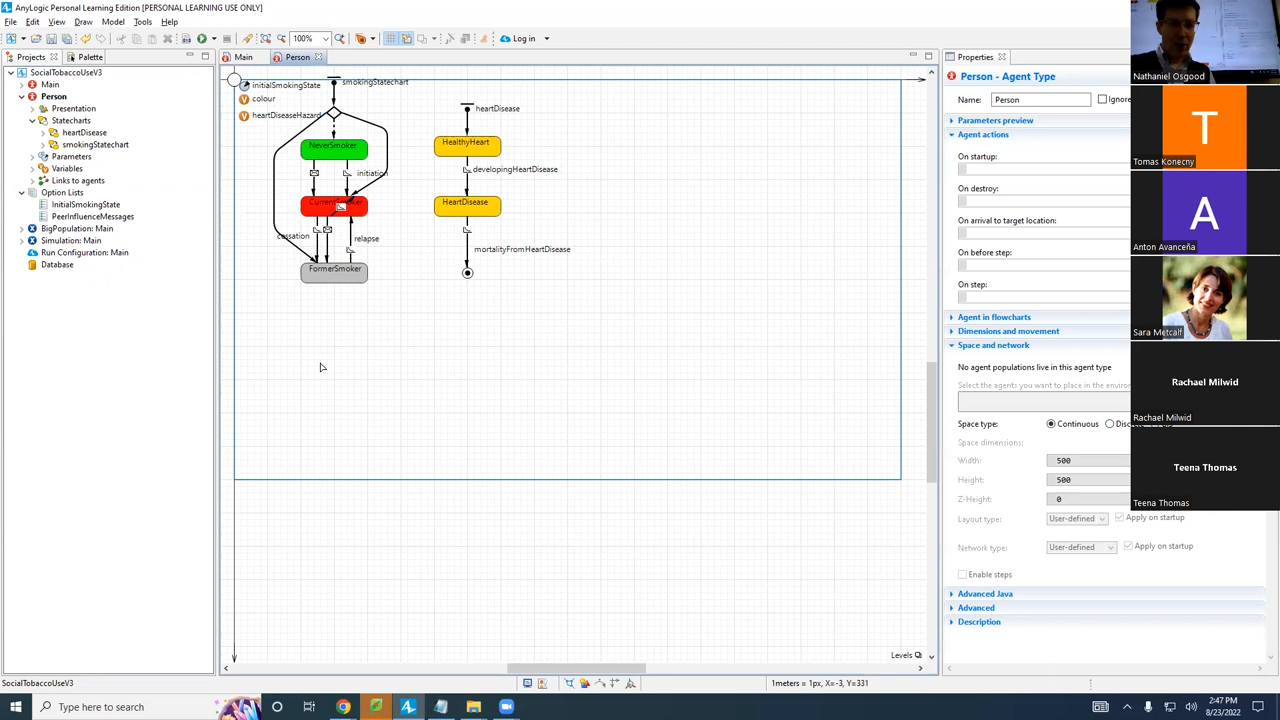 AnyLogic Personal Learning Edition [PERSONAL LEARNING USE ONLY]
File Edit View Draw Model Tools Help
100% Log in
Projects Palette
Main Person
Properties
SocialTobaccoUseV3
Main
Person
Presentation
Statecharts
heartDisease
smokingStatechart
Parameters
Variables
Links to agents
Option Lists
InitialSmokingState
PeerInfluenceMessages
BigPopulation: Main
Simulation: Main
Run Configuration: Main
Database
initialSmokingState
smokingStatechart
colour
heartDiseaseHazard
NeverSmoker
initiation
CurrentSmoker
cessation
relapse
FormerSmoker
heartDisease
HealthyHeart
developingHeartDisease
HeartDisease
mortalityFromHeartDisease
Levels
Person - Agent Type
Name: Person Ignore
Parameters preview
Agent actions
On startup:
On destroy:
On arrival to target location:
On before step:
On step:
Agent in flowcharts
Dimensions and movement
Space and network
No agent populations live in this agent type
Select the agents you want to place in the environ
Space type: Continuous
Space dimensions:
Width: 500
Height: 500
Z-Height: 0
Layout type: User-defined Apply on startup
Network type: User-defined Apply on startup
Enable steps
Advanced Java
Advanced
Description
Nathaniel Osgood
T
Tomas Konecny
A
Anton Avanceña
Sara Metcalf
Rachael Milwid
Rachael Milwid
Teena Thomas
Teena Thomas
SocialTobaccoUseV3
1meters = 1px, X=-3, Y=331
Type here to search
2:47 PM
8/23/2022